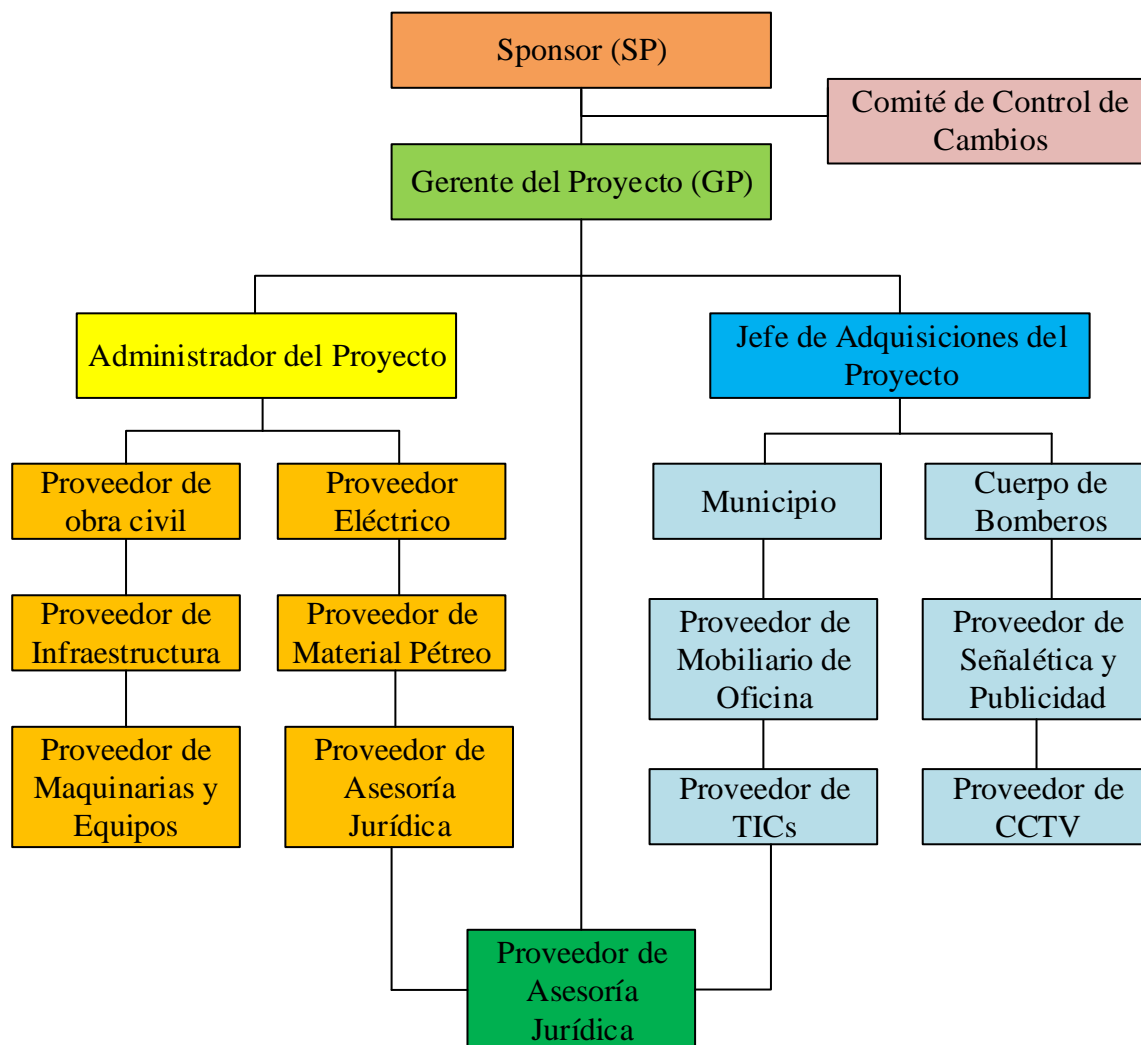 Sponsor (SP)
Comité de Control de
Cambios
Gerente del Proyecto (GP)
Administrador del Proyecto
Jefe de Adquisiciones del
Proyecto
Proveedor de
obra civil
Proveedor
Eléctrico
Municipio
Cuerpo de
Bomberos
Proveedor de
Infraestructura
Proveedor de
Material Pétreo
Proveedor de
Mobiliario de
Oficina
Proveedor de
Señalética y
Publicidad
Proveedor de
Maquinarias y
Equipos
Proveedor de
Asesoría
Jurídica
Proveedor de
TICs
Proveedor de
CCTV
Proveedor de
Asesoría
Jurídica